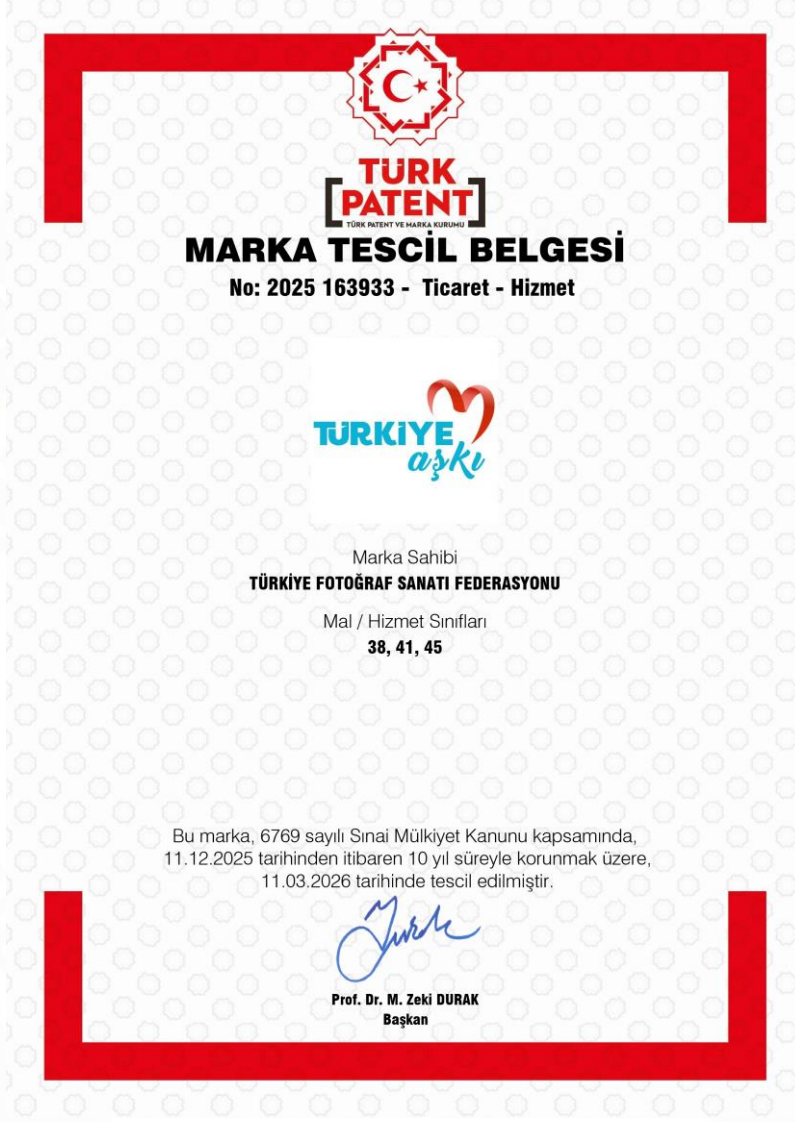 TÜRK
PATENT
TÜRK PATENT VE MARKA KURUMU
MARKA TESCİL BELGESİ
No: 2025 163933 - Ticaret - Hizmet
TÜRKİYE
aşkı
Marka Sahibi
TÜRKİYE FOTOĞRAF SANATI FEDERASYONU
Mal / Hizmet Sınıfları
38, 41, 45
Bu marka, 6769 sayılı Sınai Mülkiyet Kanunu kapsamında,
11.12.2025 tarihinden itibaren 10 yıl süreyle korunmak üzere,
11.03.2026 tarihinde tescil edilmiştir.
Prof. Dr. M. Zeki DURAK
Başkan